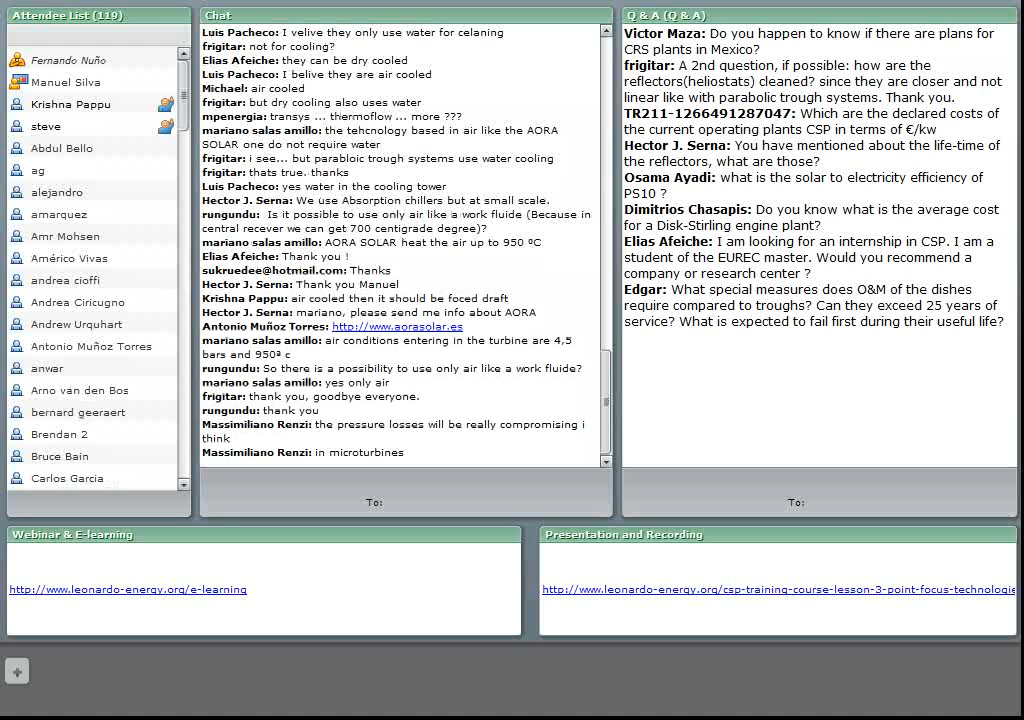 Attendee List (119)
Fernando Nuño
Manuel Silva
Krishna Pappu
steve
Abdul Bello
ag
alejandro
amarquez
Amr Mohsen
Américo Vivas
andrea cioffi
Andrea Ciricugno
Andrew Urquhart
Antonio Muñoz Torres
anwar
Arno van den Bos
bernard geeraert
Brendan 2
Bruce Bain
Carlos Garcia
Chat
Luis Pacheco: I velive they only use water for celaning
frigitar: not for cooling?
Elias Afeiche: they can be dry cooled
Luis Pacheco: I belive they are air cooled
Michael: air cooled
frigitar: but dry cooling also uses water
mpenergia: transys ... thermoflow ... more ???
mariano salas amillo: the tehcnology based in air like the AORA
SOLAR one do not require water
frigitar: i see... but parabloic trough systems use water cooling
frigitar: thats true. thanks
Luis Pacheco: yes water in the cooling tower
Hector J. Serna: We use Absorption chillers but at small scale.
rungundu: Is it possible to use only air like a work fluide (Because in
central recever we can get 700 centigrade degree)?
mariano salas amillo: AORA SOLAR heat the air up to 950 ºC
Elias Afeiche: Thank you !
sukruedee@hotmail.com: Thanks
Hector J. Serna: Thank you Manuel
Krishna Pappu: air cooled then it should be foced draft
Hector J. Serna: mariano, please send me info about AORA
Antonio Muñoz Torres: http://www.aorasolar.es
mariano salas amillo: air conditions entering in the turbine are 4,5
bars and 950ª c
rungundu: So there is a possibility to use only air like a work fluide?
mariano salas amillo: yes only air
frigitar: thank you, goodbye everyone.
rungundu: thank you
Massimiliano Renzi: the pressure losses will be really compromising i
think
Massimiliano Renzi: in microturbines
To:
Q & A (Q & A)
Victor Maza: Do you happen to know if there are plans for
CRS plants in Mexico?
frigitar: A 2nd question, if possible: how are the
reflectors(heliostats) cleaned? since they are closer and not
linear like with parabolic trough systems. Thank you.
TR211-1266491287047: Which are the declared costs of
the current operating plants CSP in terms of €/kw
Hector J. Serna: You have mentioned about the life-time of
the reflectors, what are those?
Osama Ayadi: what is the solar to electricity efficiency of
PS10 ?
Dimitrios Chasapis: Do you know what is the average cost
for a Disk-Stirling engine plant?
Elias Afeiche: I am looking for an internship in CSP. I am a
student of the EUREC master. Would you recommend a
company or research center ?
Edgar: What special measures does O&M of the dishes
require compared to troughs? Can they exceed 25 years of
service? What is expected to fail first during their useful life?
To:
Webinar & E-learning
http://www.leonardo-energy.org/e-learning
Presentation and Recording
http://www.leonardo-energy.org/csp-training-course-lesson-3-point-focus-technologie